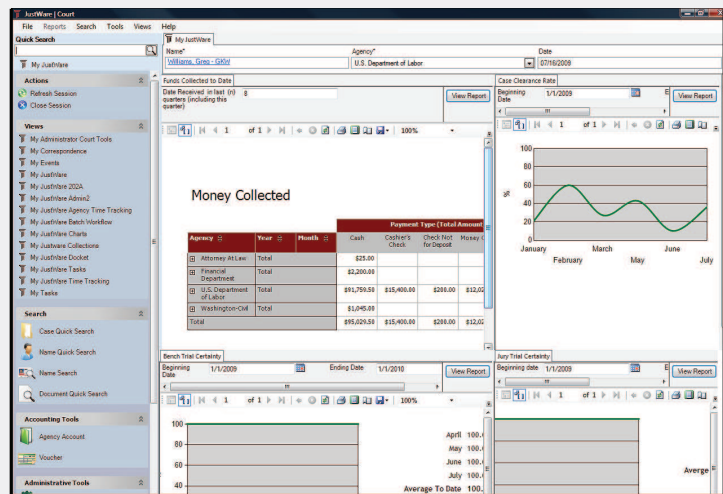 JustWare | Court
File Reports Search Tools Views Help
Quick Search
My JustWare
Actions
Refresh Session
Close Session
Views
My Administrator Court Tools
My Correspondence
My Events
My JustWare
My JustWare 202A
My JustWare Admin2
My JustWare Agency Time Tracking
My JustWare Batch Workflow
My JustWare Charts
My Justware Collections
My JustWare Docket
My JustWare Tasks
My JustWare Time Tracking
My Tasks
Search
Case Quick Search
Name Quick Search
Name Search
Document Quick Search
Accounting Tools
Agency Account
Voucher
Administrative Tools
My JustWare
Name* Agency* Date
Williams, Greg - GKW U.S. Department of Labor 07/16/2009
Funds Collected to Date
Date Received in last (n) quarters (including this quarter) 8 View Report
1 of 1 100%
Money Collected
Payment Type (Total Amount
Agency Year Month Cash Cashier's Check Check Not for Deposit Money
Attorney At Law Total $25.00
Financial Department Total $2,200.00
U.S. Department of Labor Total $91,759.50 $15,400.00 $200.00 $12,02
Washington-Civil Total $1,045.00
Total $95,029.50 $15,400.00 $200.00 $12,02
Case Clearance Rate
Beginning Date 1/1/2009 E View Report
1 of 1
100
80
60
%
40
20
0
January March June
February May July
Bench Trial Certainty
Beginning Date 1/1/2009 Ending Date 1/1/2010 View Report
1 of 1 100%
100
80
60
40
April 100.
May 100.
June 100.
July 100.
Average To Date 100.
Jury Trial Certainty
Beginning date 1/1/2009 E View Report
1 of 1
Averge